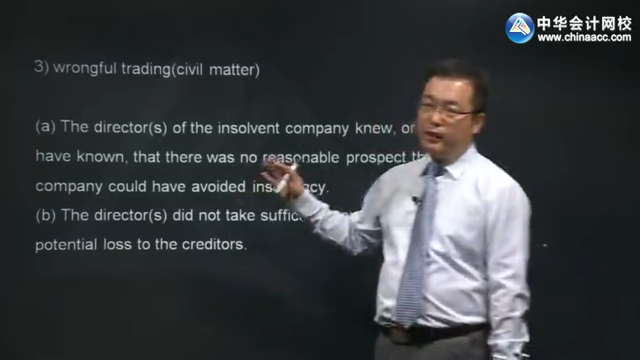 中华会计网校
www.chinaacc.com
3) wrongful trading(civil matter)
(a) The director(s) of the insolvent company knew, or
have known, that there was no reasonable prospect
company could have avoided
(b) The director(s) did not take
potential loss to the creditors.